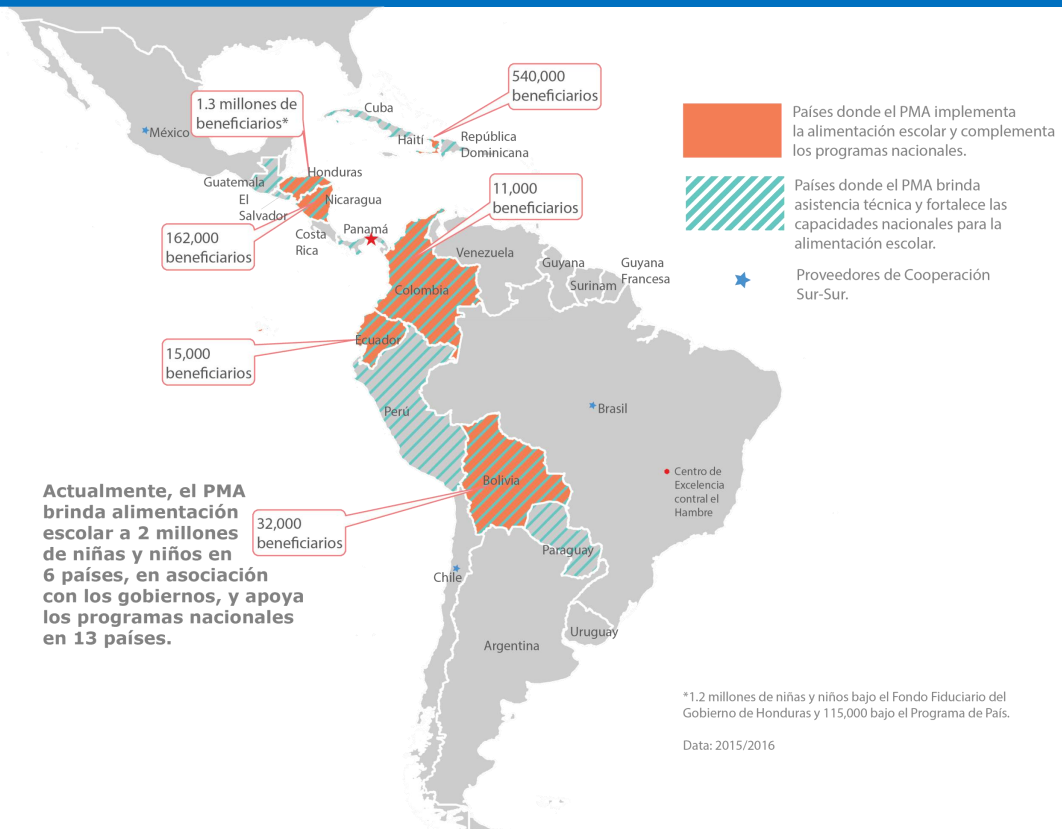 540,000
beneficiarios
1.3 millones de
beneficiarios*
Cuba
México
Haití
República
Dominicana
Países donde el PMA implementa
la alimentación escolar y complementa
los programas nacionales.
Honduras
Guatemala
El
Salvador
Nicaragua
11,000
beneficiarios
Países donde el PMA brinda
asistencia técnica y fortalece las
capacidades nacionales para la
alimentación escolar.
162,000
beneficiarios
Costa
Rica
Panamá
Venezuela
Guyana
Surinam
Guyana
Francesa
Proveedores de Cooperación
Sur-Sur.
Colombia
Ecuador
15,000
beneficiarios
Perú
Brasil
Centro de
Excelencia
contral el
Hambre
Bolivia
Actualmente, el PMA
brinda alimentación
escolar a 2 millones
de niñas y niños en
6 países, en asociación
con los gobiernos, y apoya
los programas nacionales
en 13 países.
32,000
beneficiarios
Paraguay
Chile
Uruguay
Argentina
*1.2 millones de niñas y niños bajo el Fondo Fiduciario del
Gobierno de Honduras y 115,000 bajo el Programa de País.
Data: 2015/2016